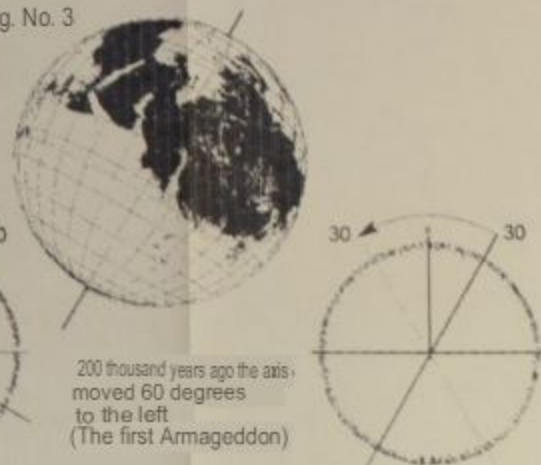 g. No. 3
30
30
200 thousand years ago the axis
moved 60 degrees
to the left
(The first Armageddon)